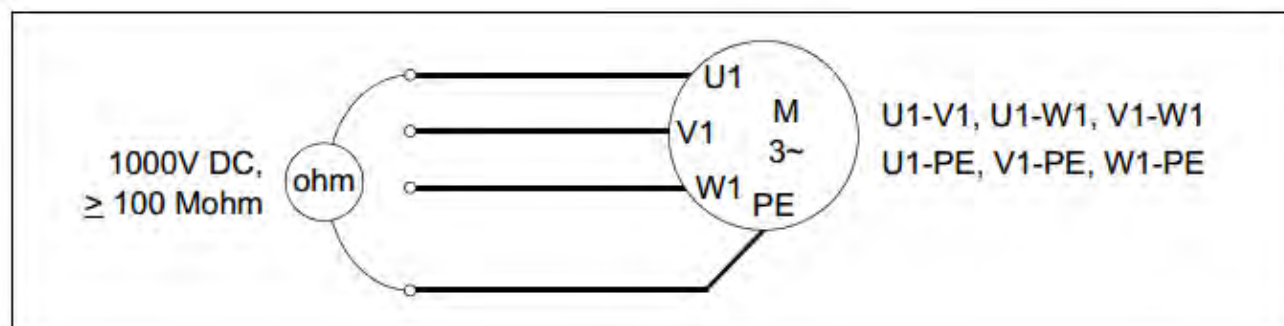 1000V DC,
≥ 100 Mohm
ohm
U1
V1
W1
M
3~
PE
U1-V1, U1-W1, V1-W1
U1-PE, V1-PE, W1-PE